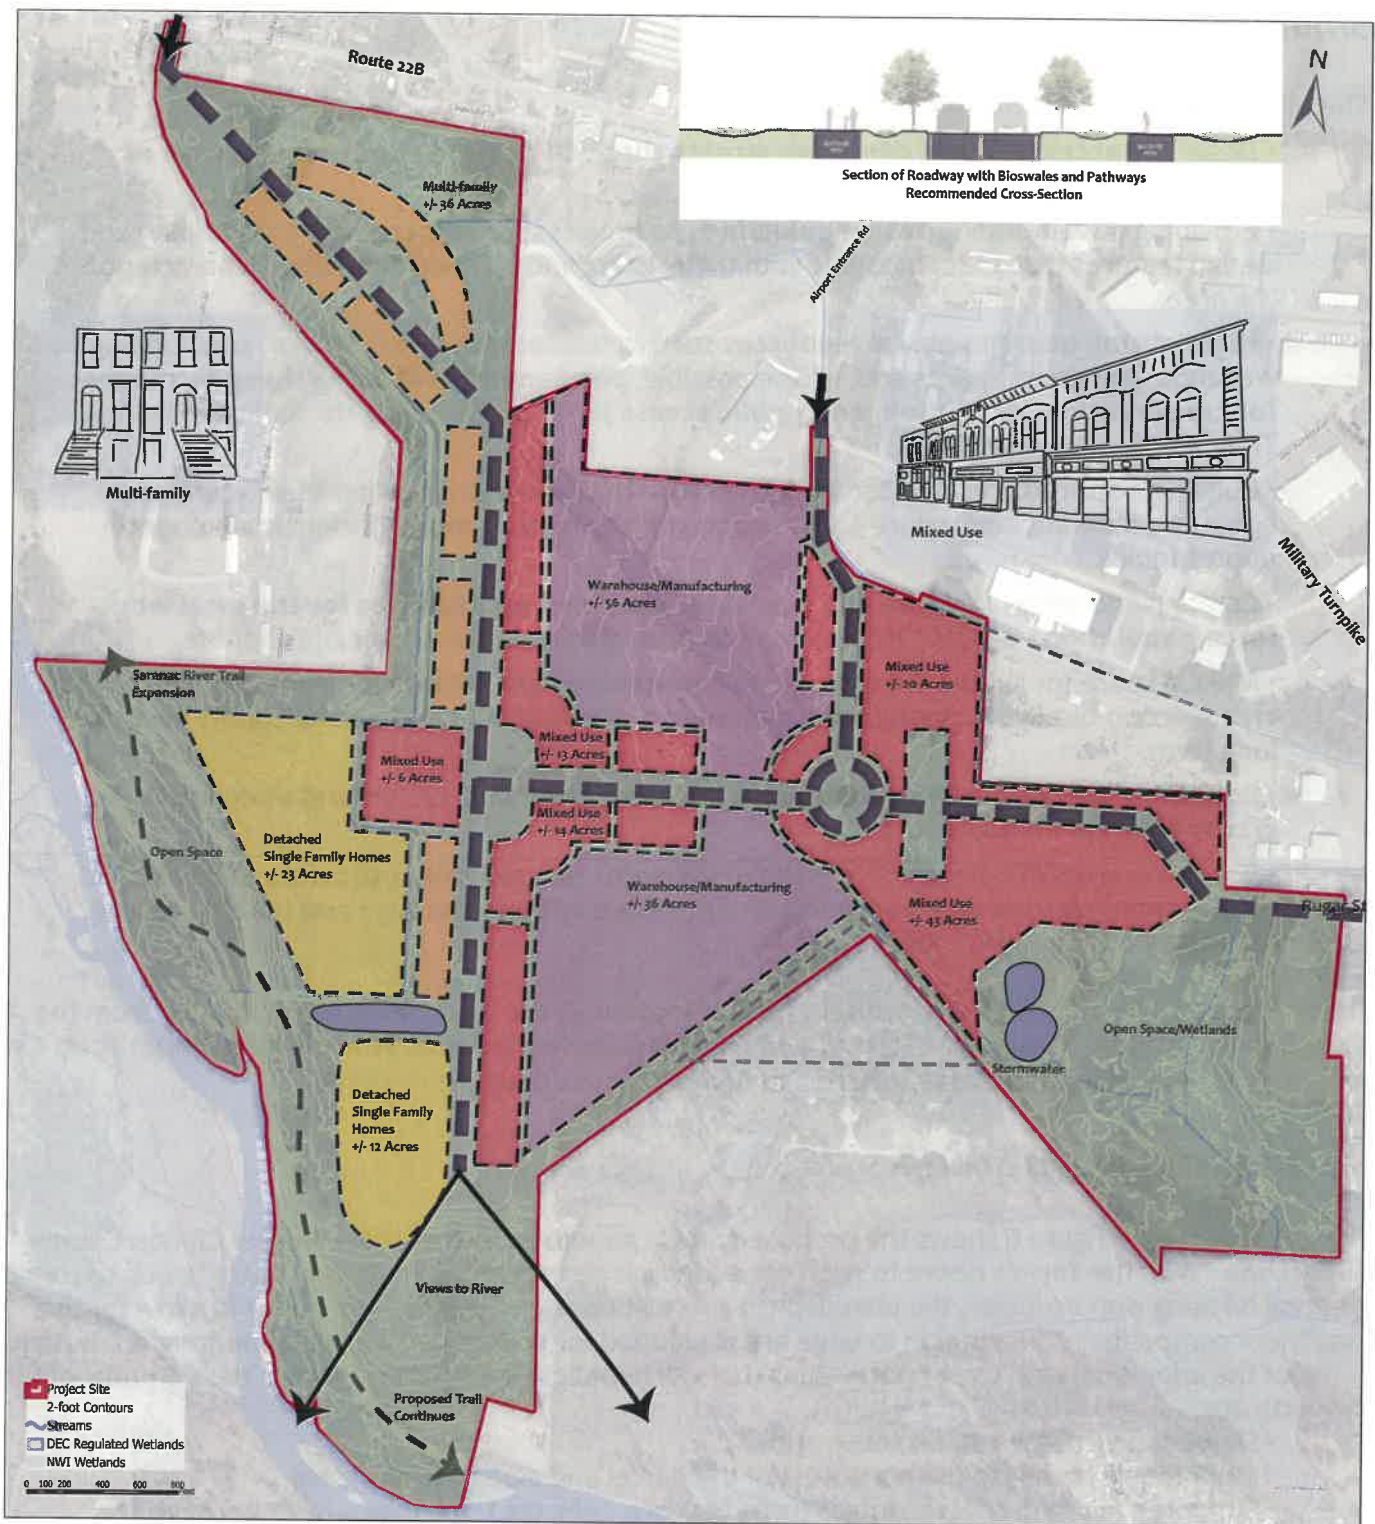 Route 22B
N
Section of Roadway with Bioswales and Pathways
Recommended Cross-Section
Multi-family
+/- 36 Acres
Airport Entrance Rd
Multi-family
Mixed Use
Military Turnpike
Warehouse/Manufacturing
+/- 56 Acres
Mixed Use
+/- 20 Acres
Saranac River Trail
Expansion
Mixed Use
+/- 6 Acres
Mixed Use
+/- 13 Acres
Mixed Use
+/- 14 Acres
Open Space
Detached
Single Family Homes
+/- 23 Acres
Warehouse/Manufacturing
+/- 36 Acres
Mixed Use
+/- 43 Acres
Rugar St
Open Space/Wetlands
Stormwater
Detached
Single Family
Homes
+/- 12 Acres
Views to River
Proposed Trail
Continues
Project Site
2-foot Contours
Streams
DEC Regulated Wetlands
NWI Wetlands
0 100 200 400 600 800